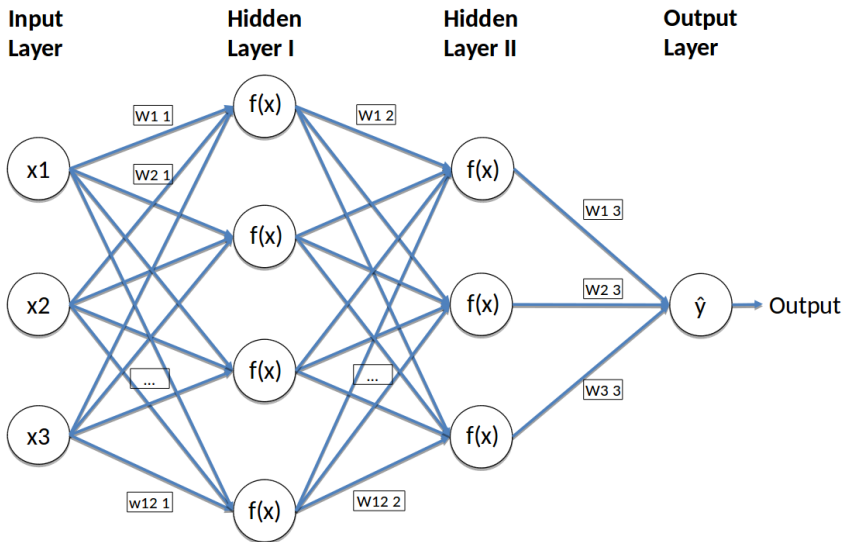 Input
Layer
Hidden
Layer I
Hidden
Layer II
Output
Layer
W1 1
W2 1
...
w12 1
W1 2
...
W12 2
W1 3
W2 3
W3 3
x1
x2
x3
f(x)
f(x)
f(x)
f(x)
f(x)
f(x)
f(x)
ŷ
Output